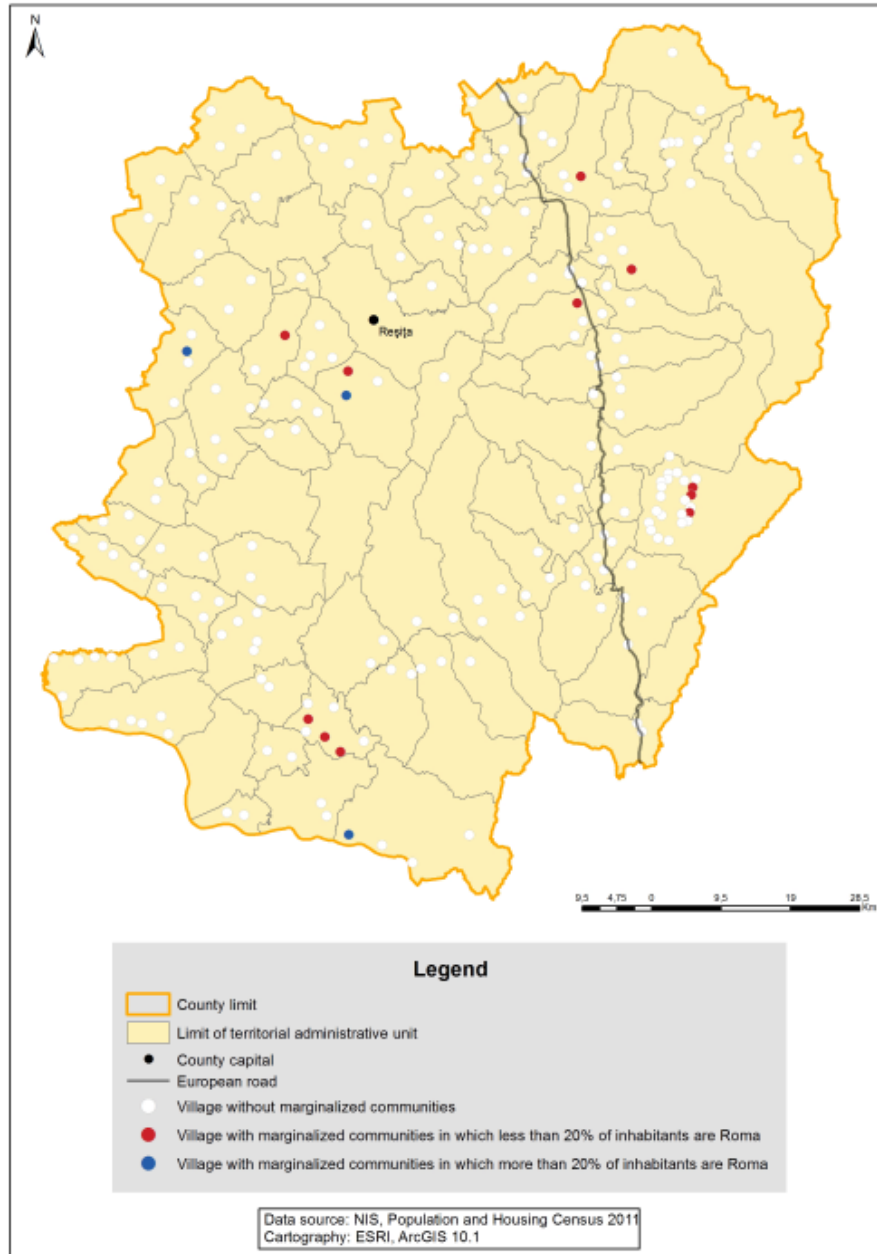 N
Reșița
9,5 4,75 0 9,5 19 28,5
Km
Legend
County limit
Limit of territorial administrative unit
County capital
European road
Village without marginalized communities
Village with marginalized communities in which less than 20% of inhabitants are Roma
Village with marginalized communities in which more than 20% of inhabitants are Roma
Data source: NIS, Population and Housing Census 2011
Cartography: ESRI, ArcGIS 10.1